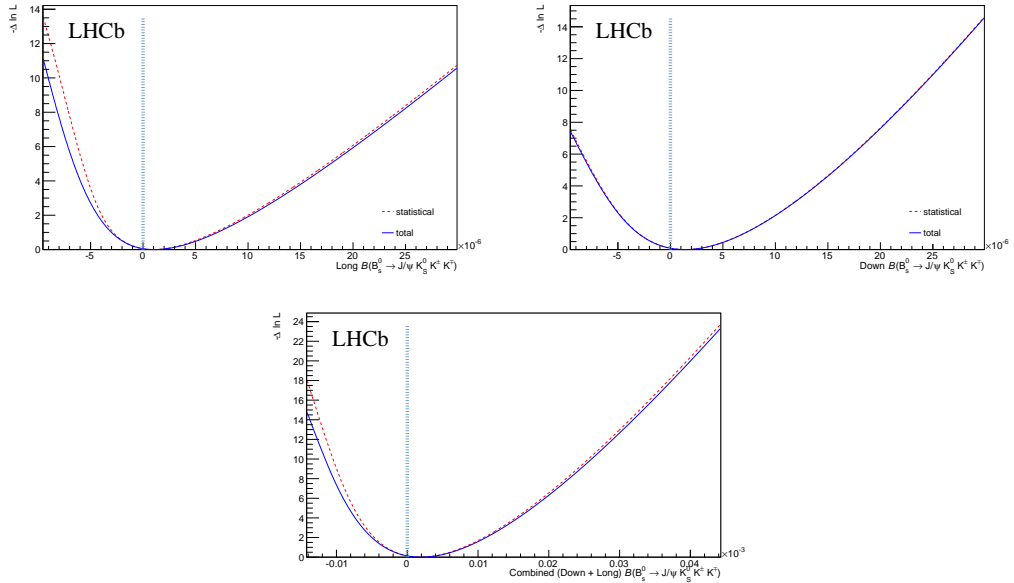 -Δ ln L
14
12
10
8
6
4
2
0
LHCb
statistical
total
-5 0 5 10 15 20 25
×10⁻⁶
Long B(B⁰ₛ → J/ψ K⁰S K± K∓)
-Δ ln L
14
12
10
8
6
4
2
0
LHCb
statistical
total
-5 0 5 10 15 20 25
×10⁻⁶
Down B(B⁰ₛ → J/ψ K⁰S K± K∓)
-Δ ln L
24
22
20
18
16
14
12
10
8
6
4
2
0
LHCb
-0.01 0 0.01 0.02 0.03 0.04
×10⁻³
Combined (Down + Long) B(B⁰ₛ → J/ψ K⁰S K± K∓)